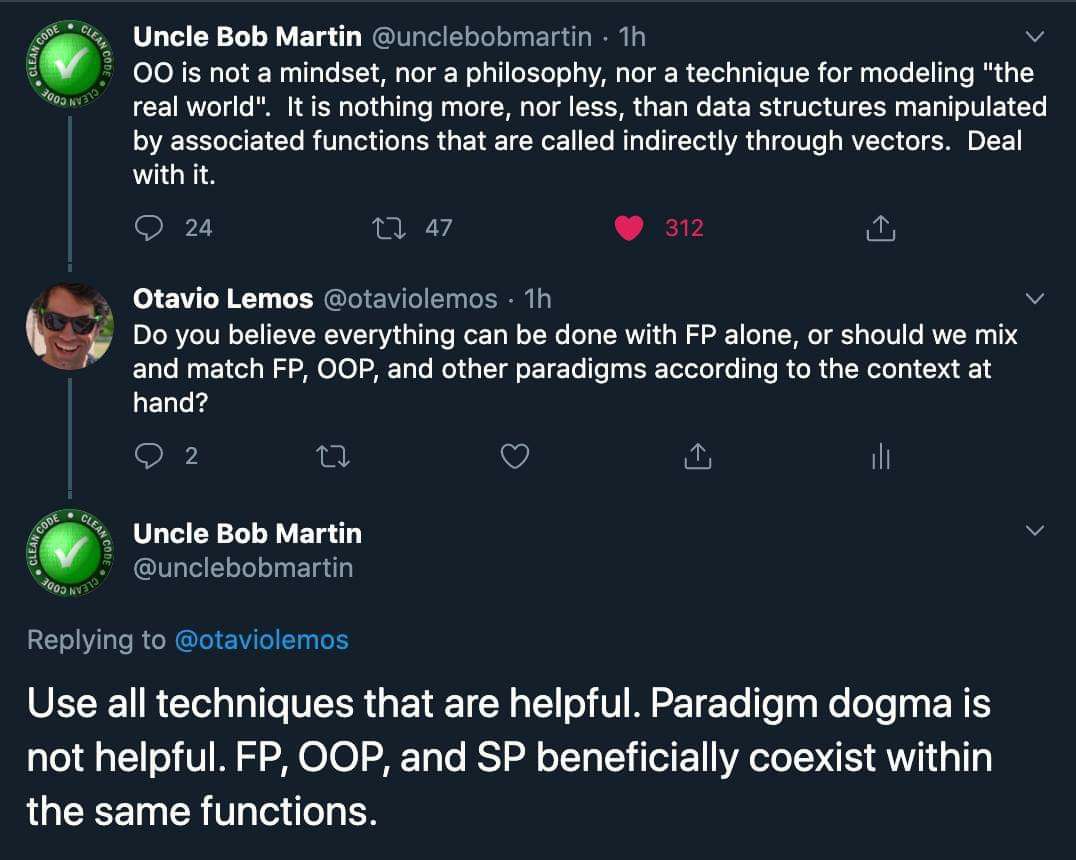 Uncle Bob Martin @unclebobmartin · 1h
OO is not a mindset, nor a philosophy, nor a technique for modeling "the
real world".  It is nothing more, nor less, than data structures manipulated
by associated functions that are called indirectly through vectors.  Deal
with it.
24 47 312
Otavio Lemos @otaviolemos · 1h
Do you believe everything can be done with FP alone, or should we mix
and match FP, OOP, and other paradigms according to the context at
hand?
2
Uncle Bob Martin
@unclebobmartin
Replying to @otaviolemos
Use all techniques that are helpful. Paradigm dogma is
not helpful. FP, OOP, and SP beneficially coexist within
the same functions.
CLEAN CODE • CLEAN CODE • CLEAN CODE •
CLEAN CODE • CLEAN CODE • CLEAN CODE •